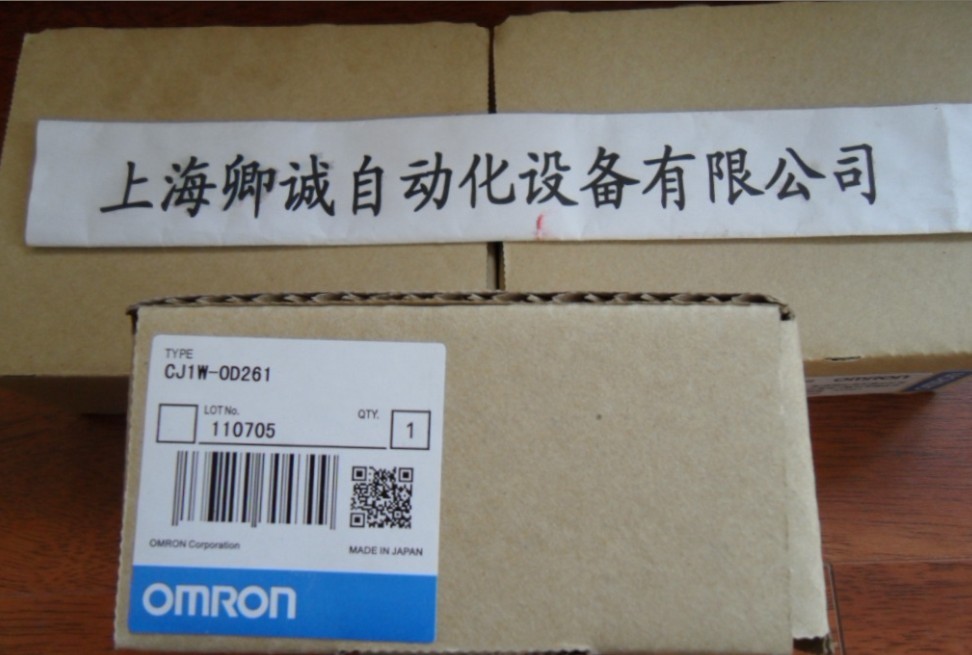 上海卿诚自动化设备有限公司
TYPE
CJ1W-OD261
LOT No.
QTY.
110705
1
OMRON Corporation
MADE IN JAPAN
OMRON
omron